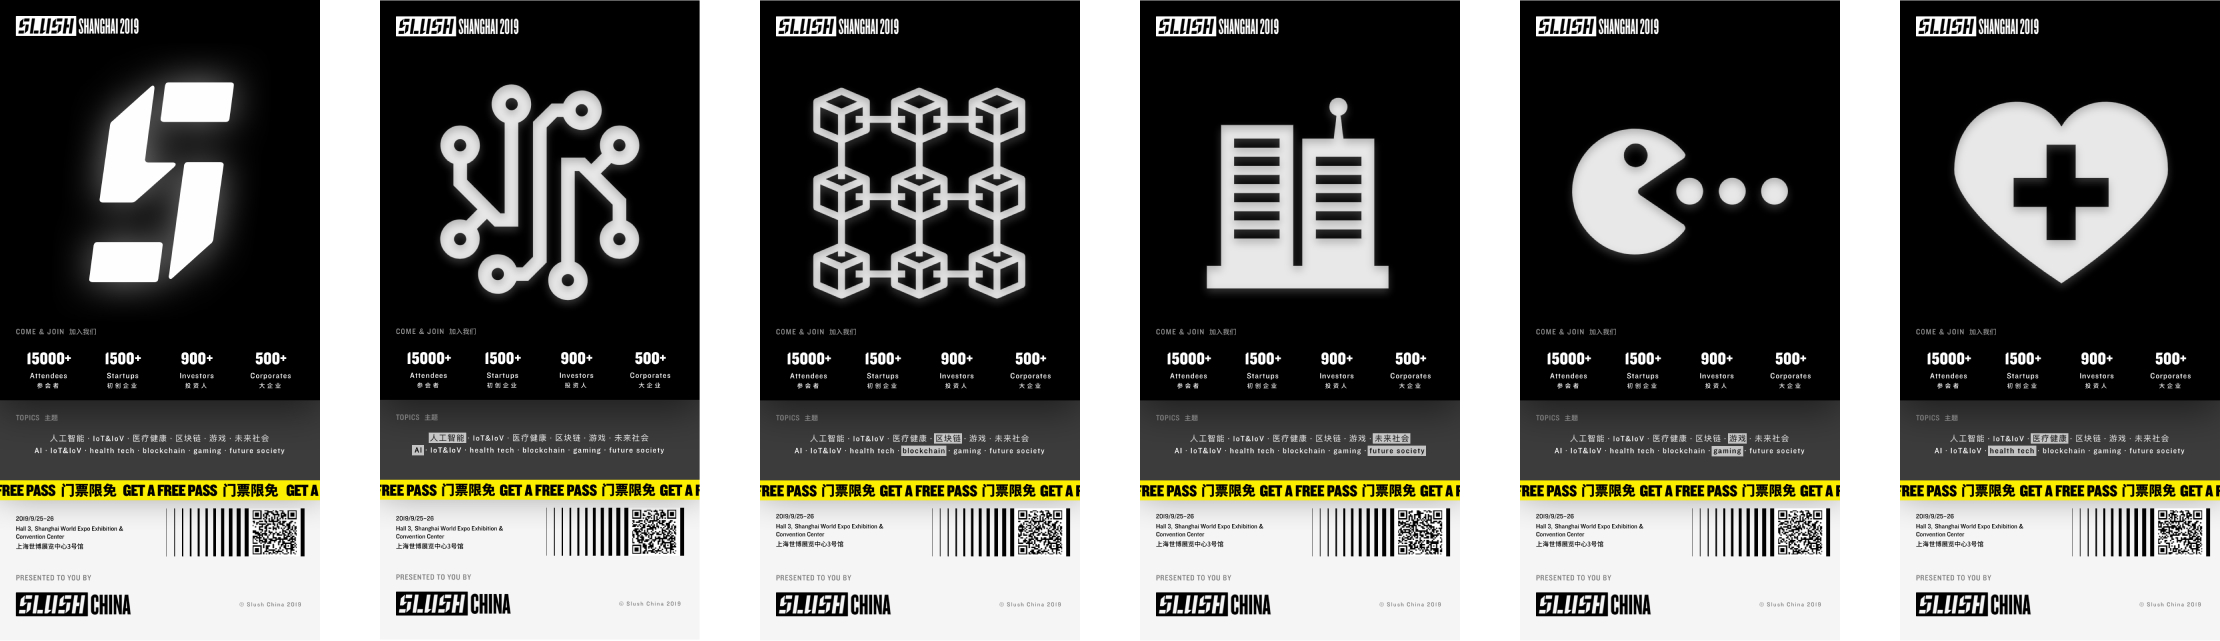 SLUSH SHANGHAI 2019
COME & JOIN 加入我们
15000+ 1500+ 900+ 500+
Attendees Startups Investors Corporates
参会者 初创企业 投资人 大企业
TOPICS 主题
人工智能 · IoT&IoV · 医疗健康 · 区块链 · 游戏 · 未来社会
AI · IoT&IoV · health tech · blockchain · gaming · future society
FREE PASS 门票限免 GET A FREE PASS 门票限免 GET A
2019/9/25-26
Hall 3, Shanghai World Expo Exhibition &
Convention Center
上海世博展览中心3号馆
PRESENTED TO YOU BY
SLUSH CHINA
© Slush China 2019
SLUSH SHANGHAI 2019
COME & JOIN 加入我们
15000+ 1500+ 900+ 500+
Attendees Startups Investors Corporates
参会者 初创企业 投资人 大企业
TOPICS 主题
人工智能 · IoT&IoV · 医疗健康 · 区块链 · 游戏 · 未来社会
AI · IoT&IoV · health tech · blockchain · gaming · future society
FREE PASS 门票限免 GET A FREE PASS 门票限免 GET A F
2019/9/25-26
Hall 3, Shanghai World Expo Exhibition &
Convention Center
上海世博展览中心3号馆
PRESENTED TO YOU BY
SLUSH CHINA
© Slush China 2019
SLUSH SHANGHAI 2019
COME & JOIN 加入我们
15000+ 1500+ 900+ 500+
Attendees Startups Investors Corporates
参会者 初创企业 投资人 大企业
TOPICS 主题
人工智能 · IoT&IoV · 医疗健康 · 区块链 · 游戏 · 未来社会
AI · IoT&IoV · health tech · blockchain · gaming · future society
FREE PASS 门票限免 GET A FREE PASS 门票限免 GET A F
2019/9/25-26
Hall 3, Shanghai World Expo Exhibition &
Convention Center
上海世博展览中心3号馆
PRESENTED TO YOU BY
SLUSH CHINA
© Slush China 2019
SLUSH SHANGHAI 2019
COME & JOIN 加入我们
15000+ 1500+ 900+ 500+
Attendees Startups Investors Corporates
参会者 初创企业 投资人 大企业
TOPICS 主题
人工智能 · IoT&IoV · 医疗健康 · 区块链 · 游戏 · 未来社会
AI · IoT&IoV · health tech · blockchain · gaming · future society
FREE PASS 门票限免 GET A FREE PASS 门票限免 GET A F
2019/9/25-26
Hall 3, Shanghai World Expo Exhibition &
Convention Center
上海世博展览中心3号馆
PRESENTED TO YOU BY
SLUSH CHINA
© Slush China 2019
SLUSH SHANGHAI 2019
COME & JOIN 加入我们
15000+ 1500+ 900+ 500+
Attendees Startups Investors Corporates
参会者 初创企业 投资人 大企业
TOPICS 主题
人工智能 · IoT&IoV · 医疗健康 · 区块链 · 游戏 · 未来社会
AI · IoT&IoV · health tech · blockchain · gaming · future society
FREE PASS 门票限免 GET A FREE PASS 门票限免 GET A F
2019/9/25-26
Hall 3, Shanghai World Expo Exhibition &
Convention Center
上海世博展览中心3号馆
PRESENTED TO YOU BY
SLUSH CHINA
© Slush China 2019
SLUSH SHANGHAI 2019
COME & JOIN 加入我们
15000+ 1500+ 900+ 500+
Attendees Startups Investors Corporates
参会者 初创企业 投资人 大企业
TOPICS 主题
人工智能 · IoT&IoV · 医疗健康 · 区块链 · 游戏 · 未来社会
AI · IoT&IoV · health tech · blockchain · gaming · future society
FREE PASS 门票限免 GET A FREE PASS 门票限免 GET A F
2019/9/25-26
Hall 3, Shanghai World Expo Exhibition &
Convention Center
上海世博展览中心3号馆
PRESENTED TO YOU BY
SLUSH CHINA
© Slush China 2019